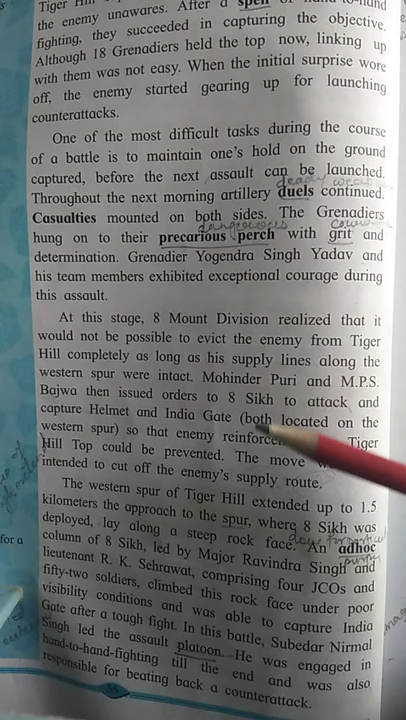 Tiger Hill
the enemy unawares. After a spell of hand-to-hand
fighting, they succeeded in capturing the objective.
Although 18 Grenadiers held the top now, linking up
with them was not easy. When the initial surprise wore
off, the enemy started gearing up for launching
counterattacks.
One of the most difficult tasks during the course
of a battle is to maintain one's hold on the ground
captured, before the next assault can be launched.
deadly
Throughout the next morning artillery duels continued.
Casualties mounted on both sides. The Grenadiers
dangerous
hung on to their precarious perch with grit and
determination. Grenadier Yogendra Singh Yadav and
his team members exhibited exceptional courage during
this assault.
At this stage, 8 Mount Division realized that it
would not be possible to evict the enemy from Tiger
Hill completely as long as his supply lines along the
western spur were intact. Mohinder Puri and M.P.S.
Bajwa then issued orders to 8 Sikh to attack and
capture Helmet and India Gate (both located on the
western spur) so that enemy Tiger
Hill Top could be prevented. The move
intended to cut off the enemy's supply route.
The western spur of Tiger Hill extended up to 1.5
kilometers the approach to the spur, where 8 Sikh was
deployed, lay along a steep rock face. An adhoc
column of 8 Sikh, led by Major Ravindra Singh and
lieutenant R. K. Sehrawat, comprising four JCOs and
fifty-two soldiers, climbed this rock face under poor
visibility conditions and was able to capture India
Gate after a tough fight. In this battle, Subedar Nirmal
Singh led the assault platoon. He was engaged in
hand-to-hand-fighting till the end and was also
responsible for beating back a counterattack.
for a